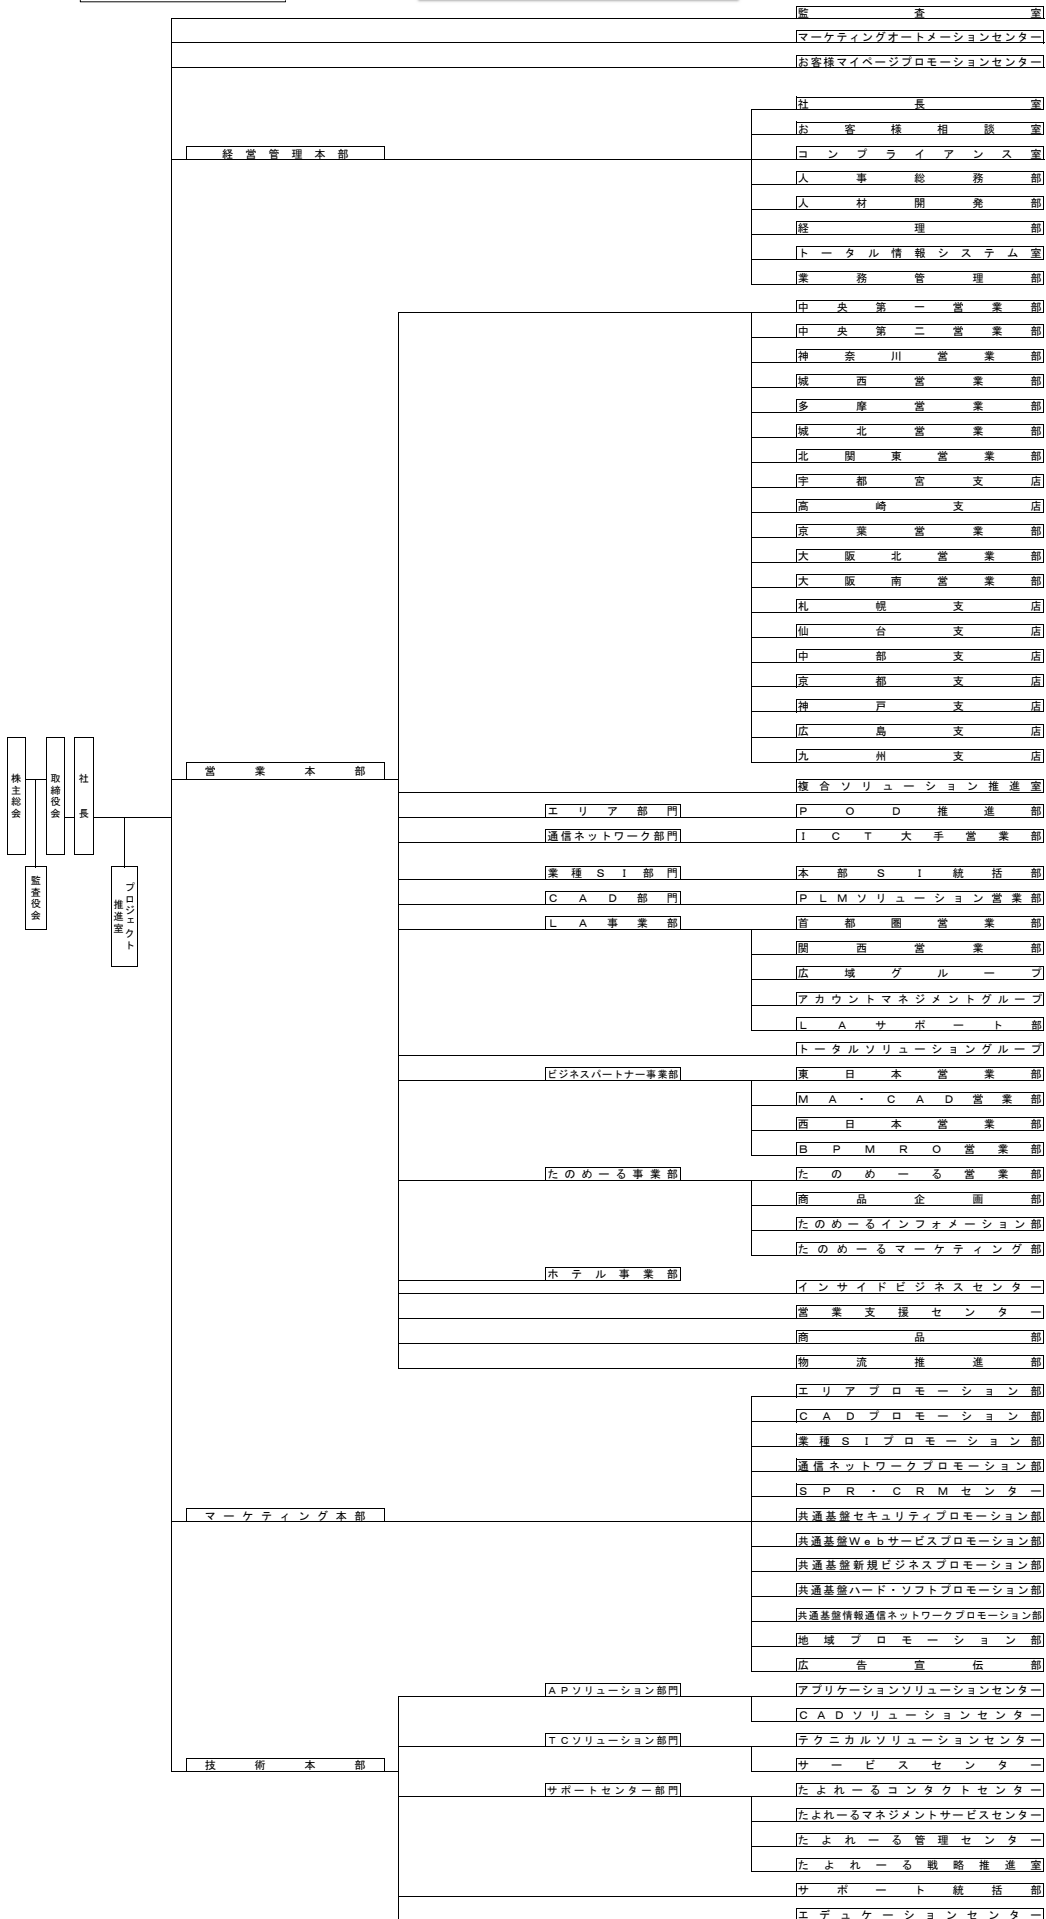 監査室
マーケティングオートメーションセンター
お客様マイページプロモーションセンター
社長室
お客様相談室
経営管理本部
コンプライアンス室
人事総務部
人材開発部
経理部
トータル情報システム室
業務管理部
中央第一営業部
中央第二営業部
神奈川営業部
城西営業部
多摩営業部
城北営業部
北関東営業部
宇都宮支店
高崎支店
京葉営業部
大阪北営業部
大阪南営業部
札幌支店
仙台支店
中部支店
京都支店
神戸支店
広島支店
九州支店
株主総会
取締役会
社長
監査役会
プロジェクト
推進室
営業本部
複合ソリューション推進室
エリア部門
POD推進部
通信ネットワーク部門
ICT大手営業部
業種SI部門
本部SI統括部
CAD部門
PLMソリューション営業部
LA事業部
首都圏営業部
関西営業部
広域グループ
アカウントマネジメントグループ
LAサポート部
トータルソリューショングループ
ビジネスパートナー事業部
東日本営業部
MA・CAD営業部
西日本営業部
BPMRO営業部
たのめーる事業部
たのめーる営業部
商品企画部
たのめーるインフォメーション部
たのめーるマーケティング部
ホテル事業部
インサイドビジネスセンター
営業支援センター
商品部
物流推進部
エリアプロモーション部
CADプロモーション部
業種SIプロモーション部
通信ネットワークプロモーション部
SPR・CRMセンター
マーケティング本部
共通基盤セキュリティプロモーション部
共通基盤Webサービスプロモーション部
共通基盤新規ビジネスプロモーション部
共通基盤ハード・ソフトプロモーション部
共通基盤情報通信ネットワークプロモーション部
地域プロモーション部
広告宣伝部
APソリューション部門
アプリケーションソリューションセンター
CADソリューションセンター
TCソリューション部門
テクニカルソリューションセンター
技術本部
サービスセンター
サポートセンター部門
たよれーるコンタクトセンター
たよれーるマネジメントサービスセンター
たよれーる管理センター
たよれーる戦略推進室
サポート統括部
エデュケーションセンター